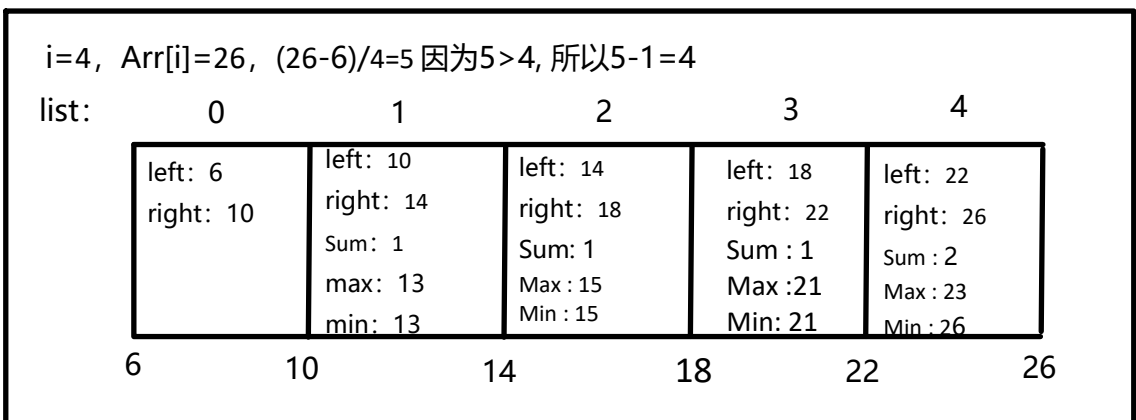 i=4，Arr[i]=26，(26-6)/4=5 因为5>4, 所以5-1=4
list： 0 1 2 3 4
left：6
right：10
left：10
right：14
Sum：1
max：13
min：13
left：14
right：18
Sum: 1
Max : 15
Min : 15
left：18
right：22
Sum : 1
Max :21
Min: 21
left：22
right：26
Sum : 2
Max : 23
Min : 26
6 10 14 18 22 26